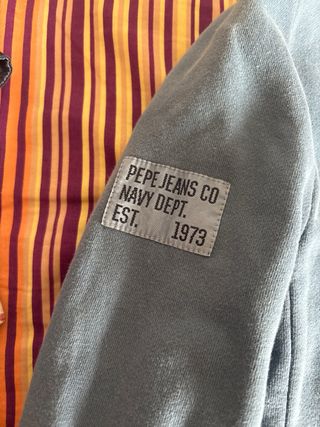 PEPE JEANS CO
NAVY DEPT.
EST. 1973